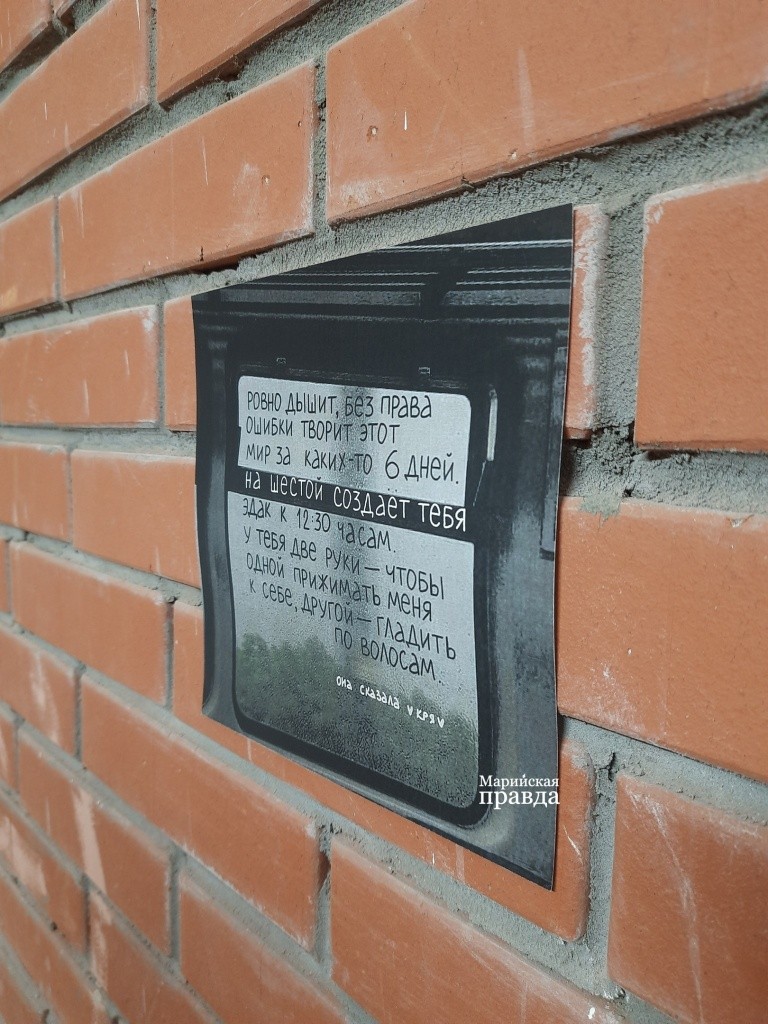 РОВНО ДЫШИТ, БЕЗ ПРАВА
ОШИБКИ ТВОРИТ ЭТОТ
МИР ЗА КАКИХ-ТО 6 ДНЕЙ.
НА ШЕСТОЙ СОЗДАЁТ ТЕБЯ
ЭДАК К 12:30 ЧАСАМ.
У ТЕБЯ ДВЕ РУКИ — ЧТОБЫ
ОДНОЙ ПРИЖИМАТЬ МЕНЯ
К СЕБЕ, ДРУГОЙ — ГЛАДИТЬ
ПО ВОЛОСАМ.
она сказала v кря v
Марийская
правда